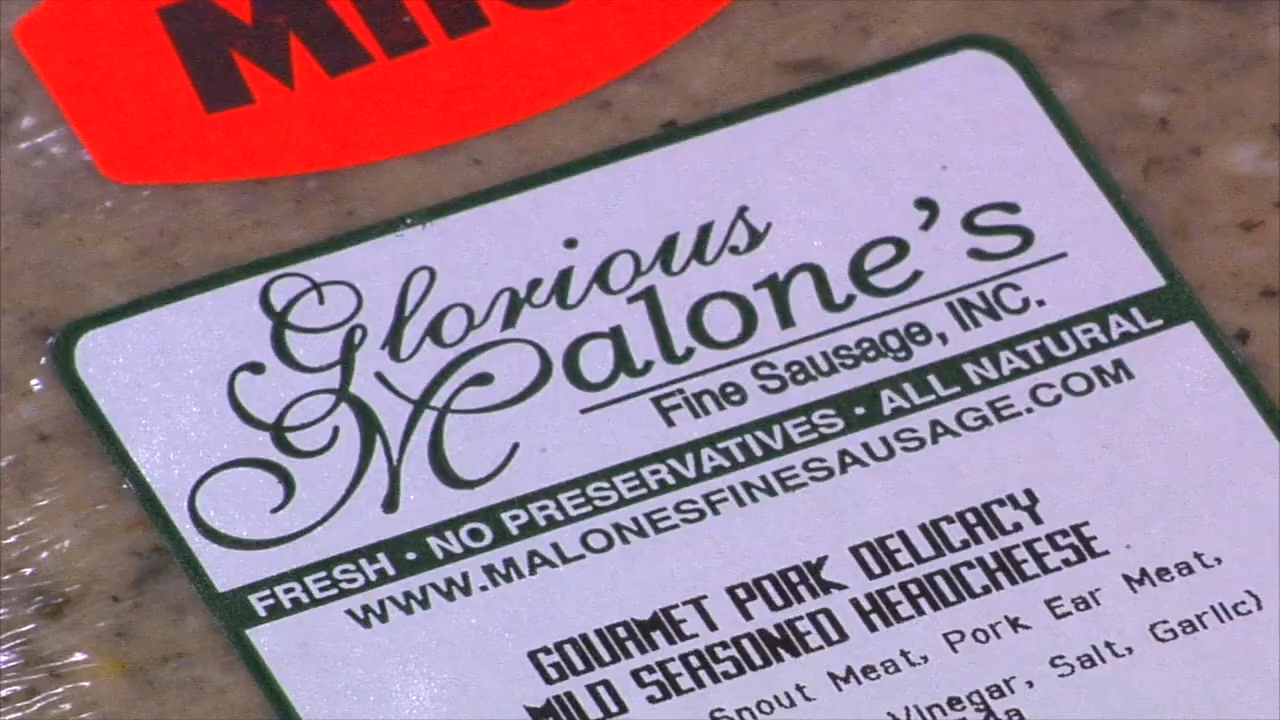 Glorious
Malone's
Fine Sausage, INC.
FRESH · NO PRESERVATIVES · ALL NATURAL
WWW.MALONESFINESAUSAGE.COM
GOURMET PORK DELICACY
MILD SEASONED HEADCHEESE
Snout Meat, Pork Ear Meat,
Vinegar, Salt, Garlic)